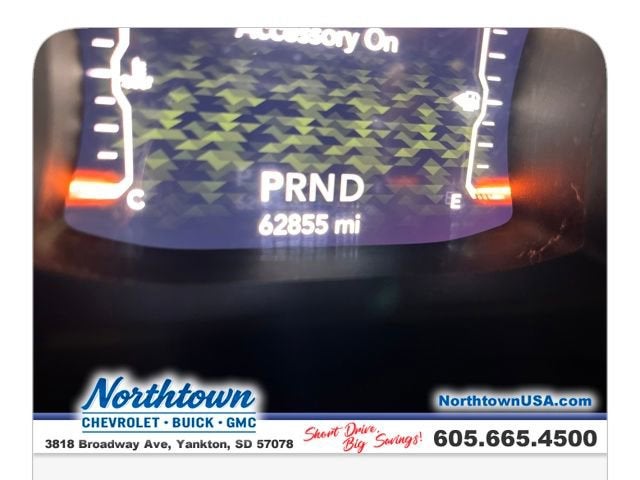 Accessory On
C
PRND
E
62855 mi
Northtown
CHEVROLET • BUICK • GMC
NorthtownUSA.com
3818 Broadway Ave, Yankton, SD 57078
Short Drive,
Big Savings!
605.665.4500